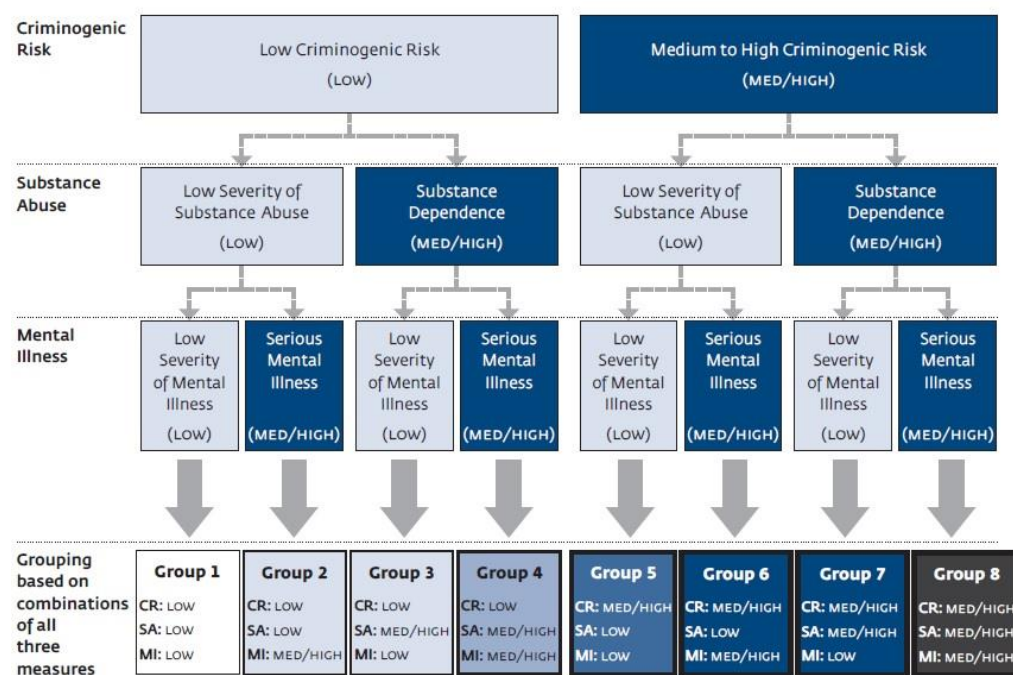 Criminogenic
Risk
Low Criminogenic Risk
(LOW)
Medium to High Criminogenic Risk
(MED/HIGH)
Substance
Abuse
Low Severity of
Substance Abuse
(LOW)
Substance
Dependence
(MED/HIGH)
Low Severity of
Substance Abuse
(LOW)
Substance
Dependence
(MED/HIGH)
Mental
Illness
Low
Severity
of Mental
Illness
(LOW)
Serious
Mental
Illness
(MED/HIGH)
Low
Severity
of Mental
Illness
(LOW)
Serious
Mental
Illness
(MED/HIGH)
Low
Severity
of Mental
Illness
(LOW)
Serious
Mental
Illness
(MED/HIGH)
Low
Severity
of Mental
Illness
(LOW)
Serious
Mental
Illness
(MED/HIGH)
Grouping
based on
combinations
of all
three
measures
Group 1
CR: LOW
SA: LOW
MI: LOW
Group 2
CR: LOW
SA: LOW
MI: MED/HIGH
Group 3
CR: LOW
SA: MED/HIGH
MI: LOW
Group 4
CR: LOW
SA: MED/HIGH
MI: MED/HIGH
Group 5
CR: MED/HIGH
SA: LOW
MI: LOW
Group 6
CR: MED/HIGH
SA: LOW
MI: MED/HIGH
Group 7
CR: MED/HIGH
SA: MED/HIGH
MI: LOW
Group 8
CR: MED/HIGH
SA: MED/HIGH
MI: MED/HIGH